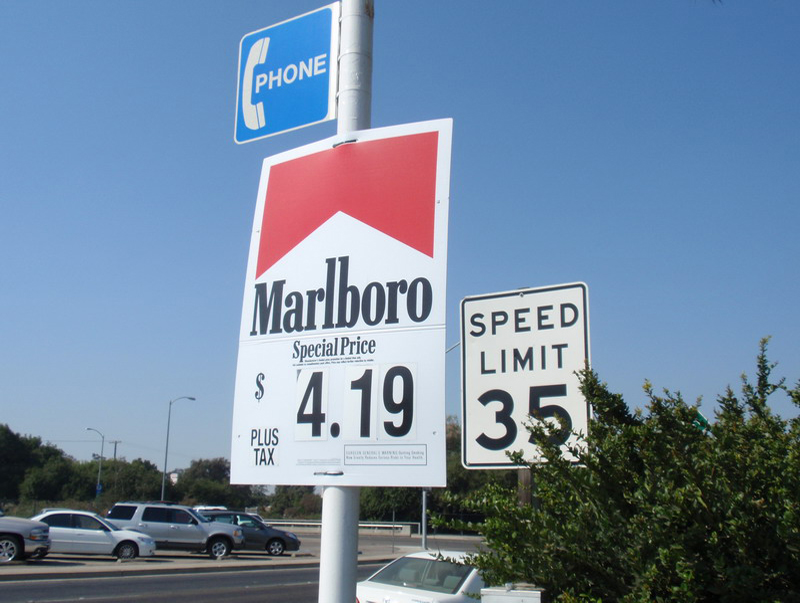 PHONE
Marlboro
Special Price
$ 4.19
PLUS
TAX
SPEED
LIMIT
35